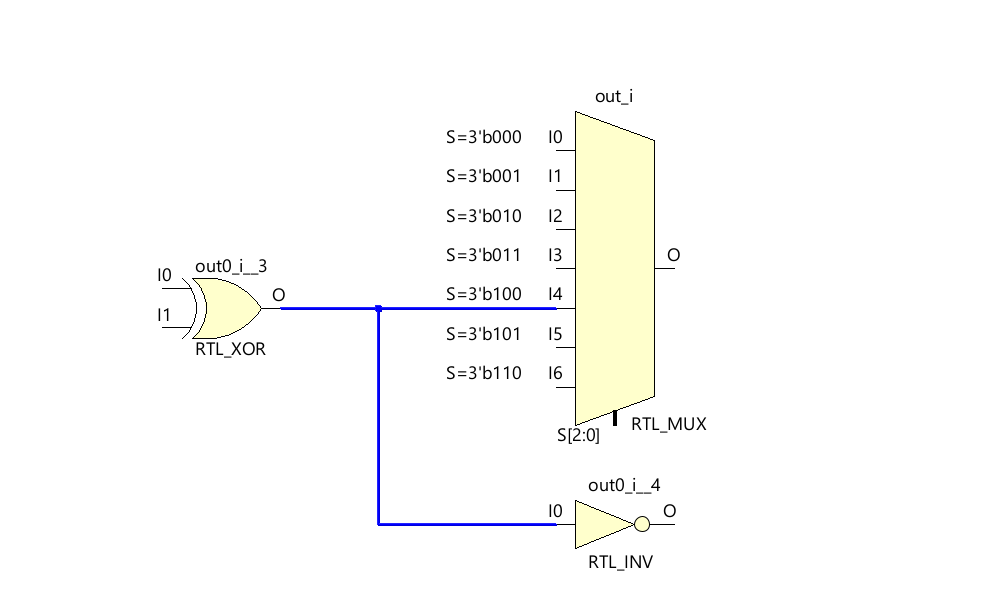 out_i
S=3'b000 I0
S=3'b001 I1
S=3'b010 I2
S=3'b011 I3
O
I0 out0_i__3
O
S=3'b100 I4
I1
RTL_XOR
S=3'b101 I5
S=3'b110 I6
S[2:0]
RTL_MUX
out0_i__4
I0
O
RTL_INV